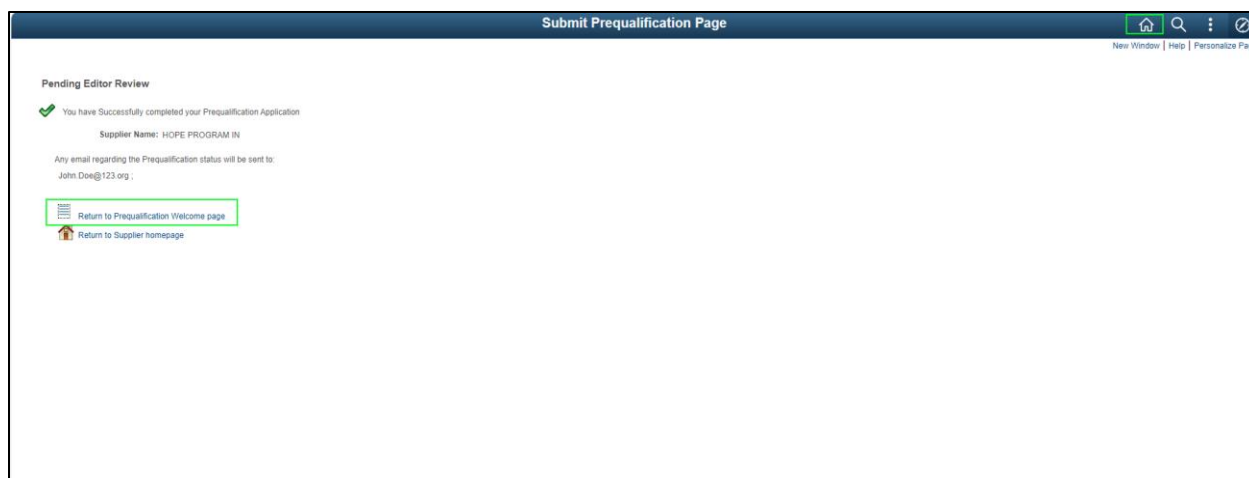 Submit Prequalification Page
New Window | Help | Personalize Pa
Pending Editor Review
You have Successfully completed your Prequalification Application
Supplier Name: HOPE PROGRAM IN
Any email regarding the Prequalification status will be sent to:
John.Doe@123.org ;
Return to Prequalification Welcome page
Return to Supplier homepage